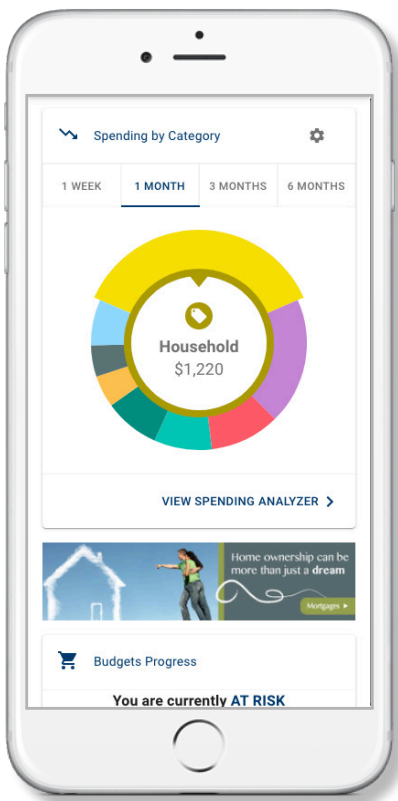 Spending by Category
1 WEEK
1 MONTH
3 MONTHS
6 MONTHS
Household
$1,220
VIEW SPENDING ANALYZER
Home ownership can be
more than just a dream
Mortgages
Budgets Progress
You are currently AT RISK